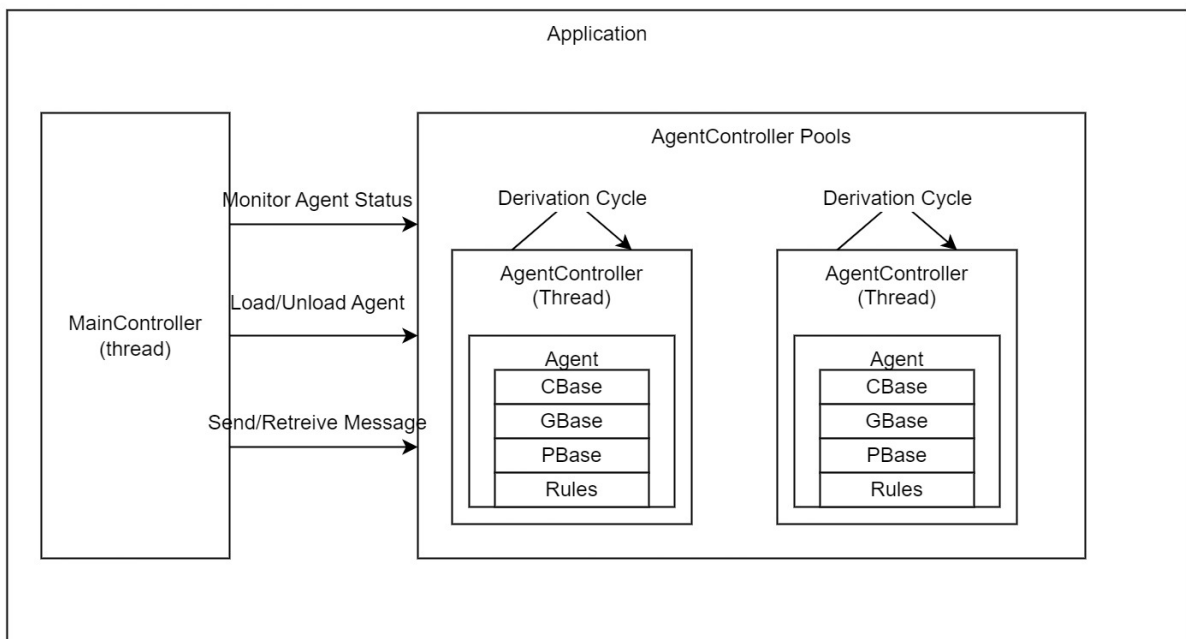 Application
AgentController Pools
Monitor Agent Status
Load/Unload Agent
MainController
(thread)
Send/Retreive Message
Derivation Cycle
AgentController
(Thread)
Agent
CBase
GBase
PBase
Rules
Derivation Cycle
AgentController
(Thread)
Agent
CBase
GBase
PBase
Rules